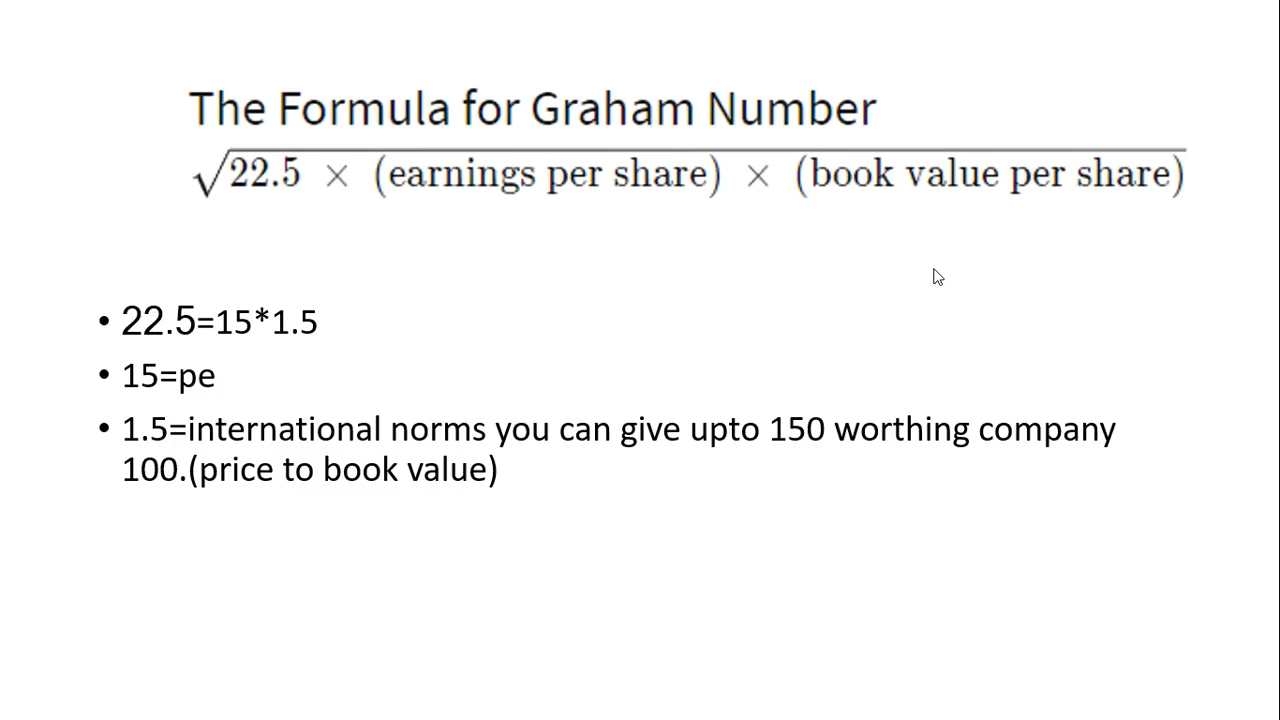 The Formula for Graham Number
√22.5 × (earnings per share) × (book value per share)
• 22.5=15*1.5
• 15=pe
• 1.5=international norms you can give upto 150 worthing company
100.(price to book value)